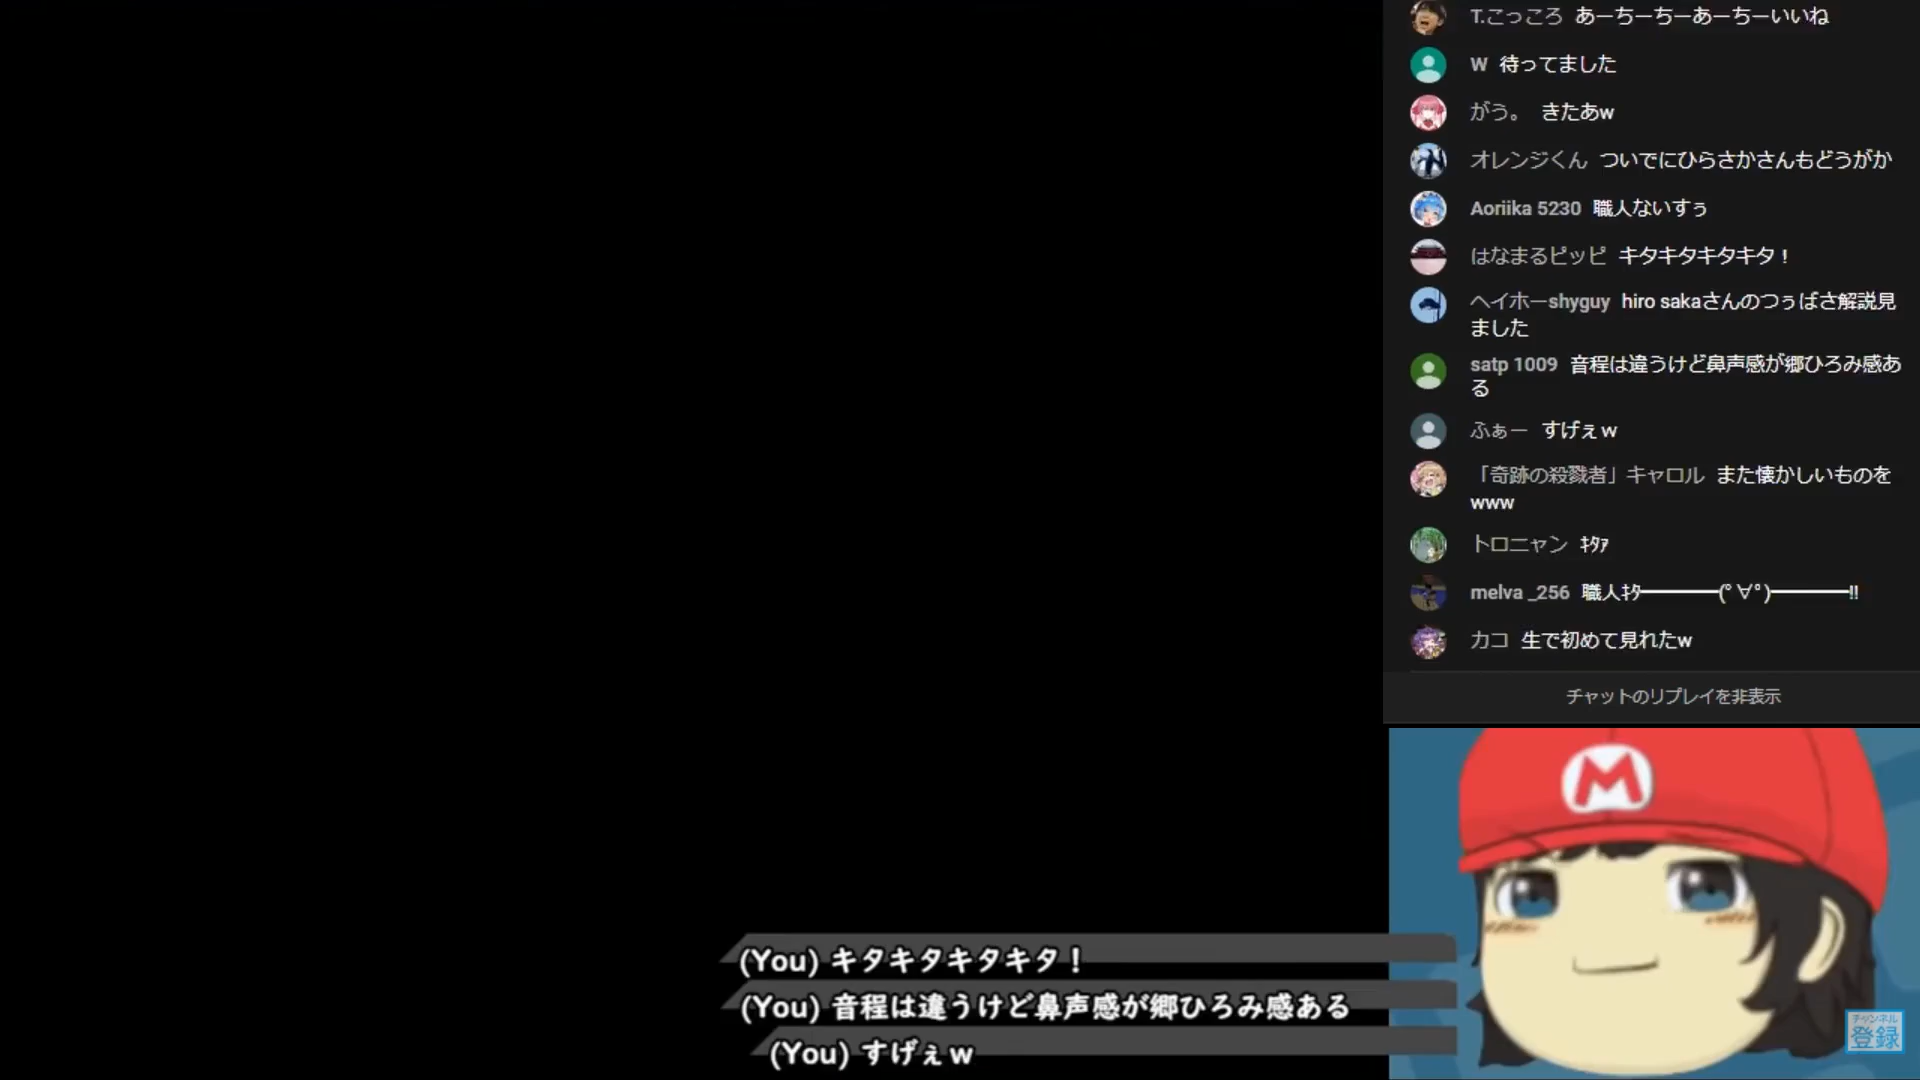 T.こっころ あーちーちーあーちーいいね
W 待ってました
がう。 きたあw
オレンジくん ついでにひらさかさんもどうがか
Aoriika 5230 職人ないすぅ
はなまるピッピ キタキタキタキタ！
ヘイホーshyguy hiro sakaさんのつぅばさ解説見
ました
satp 1009 音程は違うけど鼻声感が郷ひろみ感あ
る
ふぁー すげぇｗ
「奇跡の殺戮者」キャロル また懐かしいものを
www
トロニャン ｷﾀｧ
melva _256 職人ｷﾀ━━━━(ﾟ∀ﾟ)━━━━!!
カコ 生で初めて見れたw
チャットのリプレイを非表示
M
(You) キタキタキタキタ！
(You) 音程は違うけど鼻声感が郷ひろみ感ある
(You) すげぇｗ
チャンネル
登録